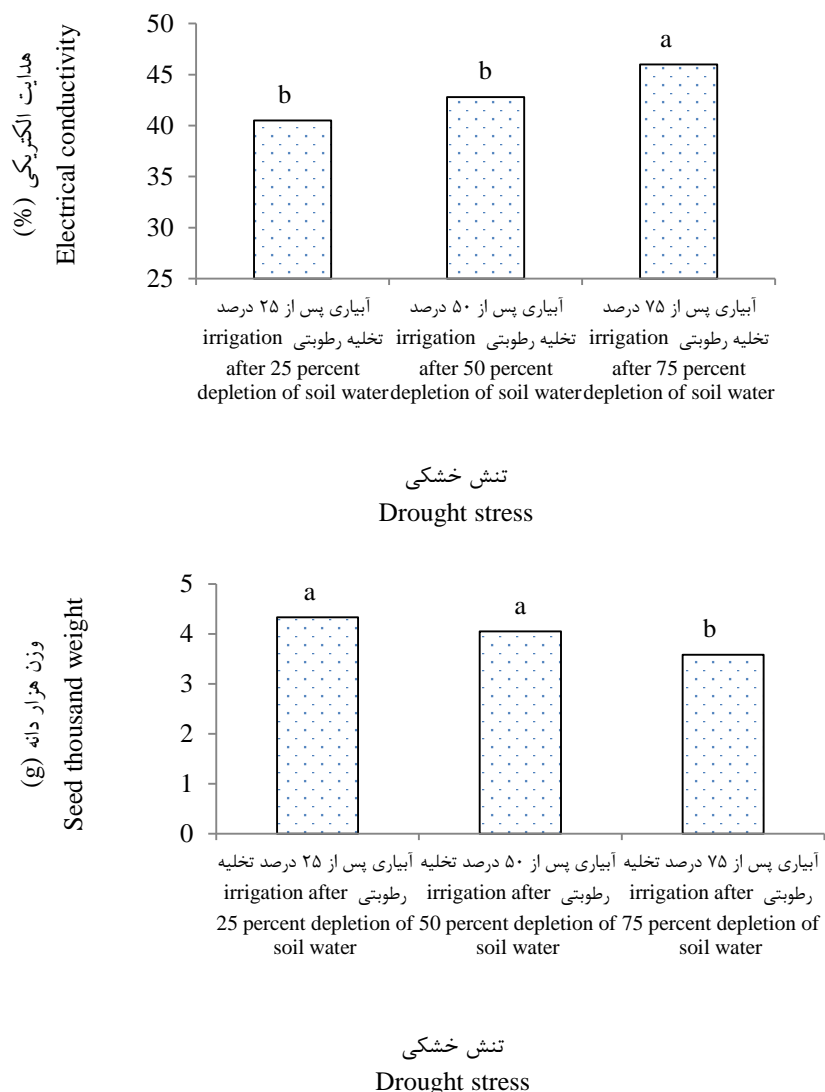 هدایت الکتریکی (%)
Electrical conductivity
50
45
40
35
30
25
b
b
a
آبیاری پس از ۲۵ درصد
تخلیه رطوبتی irrigation
after 25 percent
depletion of soil water
آبیاری پس از ۵۰ درصد
تخلیه رطوبتی irrigation
after 50 percent
depletion of soil water
آبیاری پس از ۷۵ درصد
تخلیه رطوبتی irrigation
after 75 percent
depletion of soil water
تنش خشکی
Drought stress
وزن هزار دانه (g)
Seed thousand weight
5
4
3
2
1
0
a
a
b
آبیاری پس از ۲۵ درصد تخلیه
رطوبتی irrigation after
25 percent depletion of
soil water
آبیاری پس از ۵۰ درصد تخلیه
رطوبتی irrigation after
50 percent depletion of
soil water
آبیاری پس از ۷۵ درصد تخلیه
رطوبتی irrigation after
75 percent depletion of
soil water
تنش خشکی
Drought stress